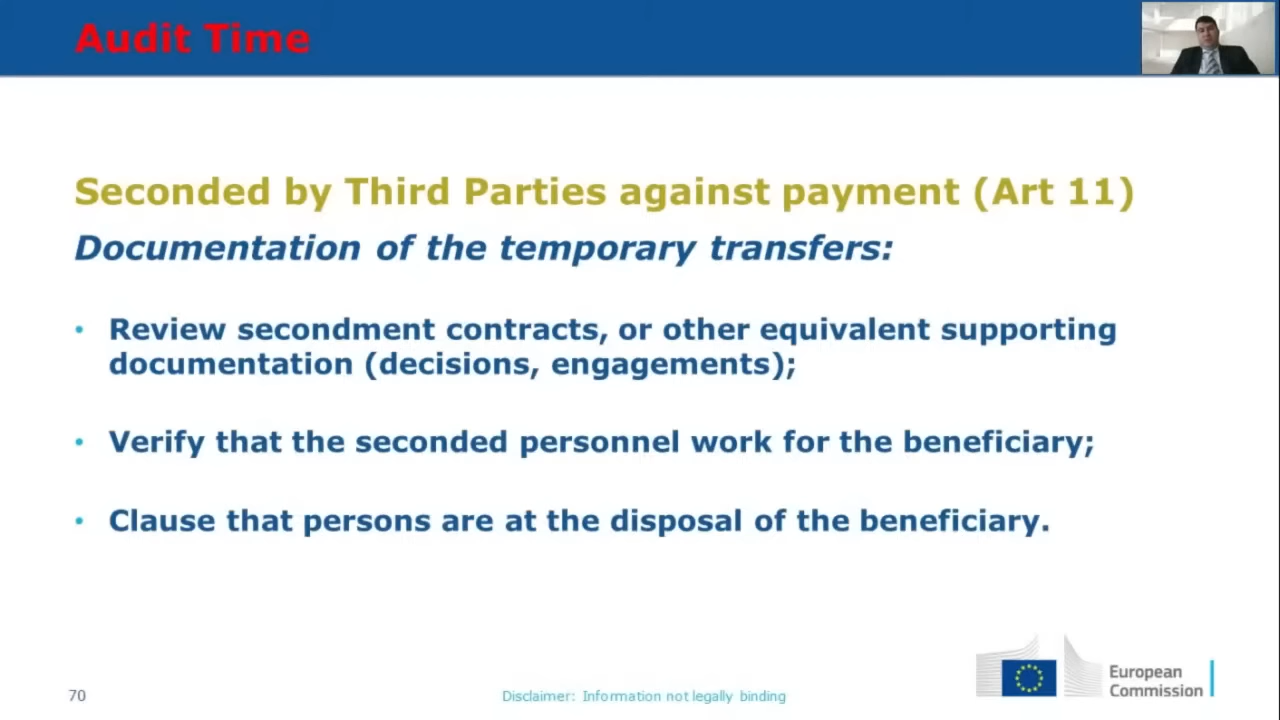 Audit Time
Seconded by Third Parties against payment (Art 11)
Documentation of the temporary transfers:
• Review secondment contracts, or other equivalent supporting
documentation (decisions, engagements);
• Verify that the seconded personnel work for the beneficiary;
• Clause that persons are at the disposal of the beneficiary.
70
Disclaimer: Information not legally binding
European
Commission